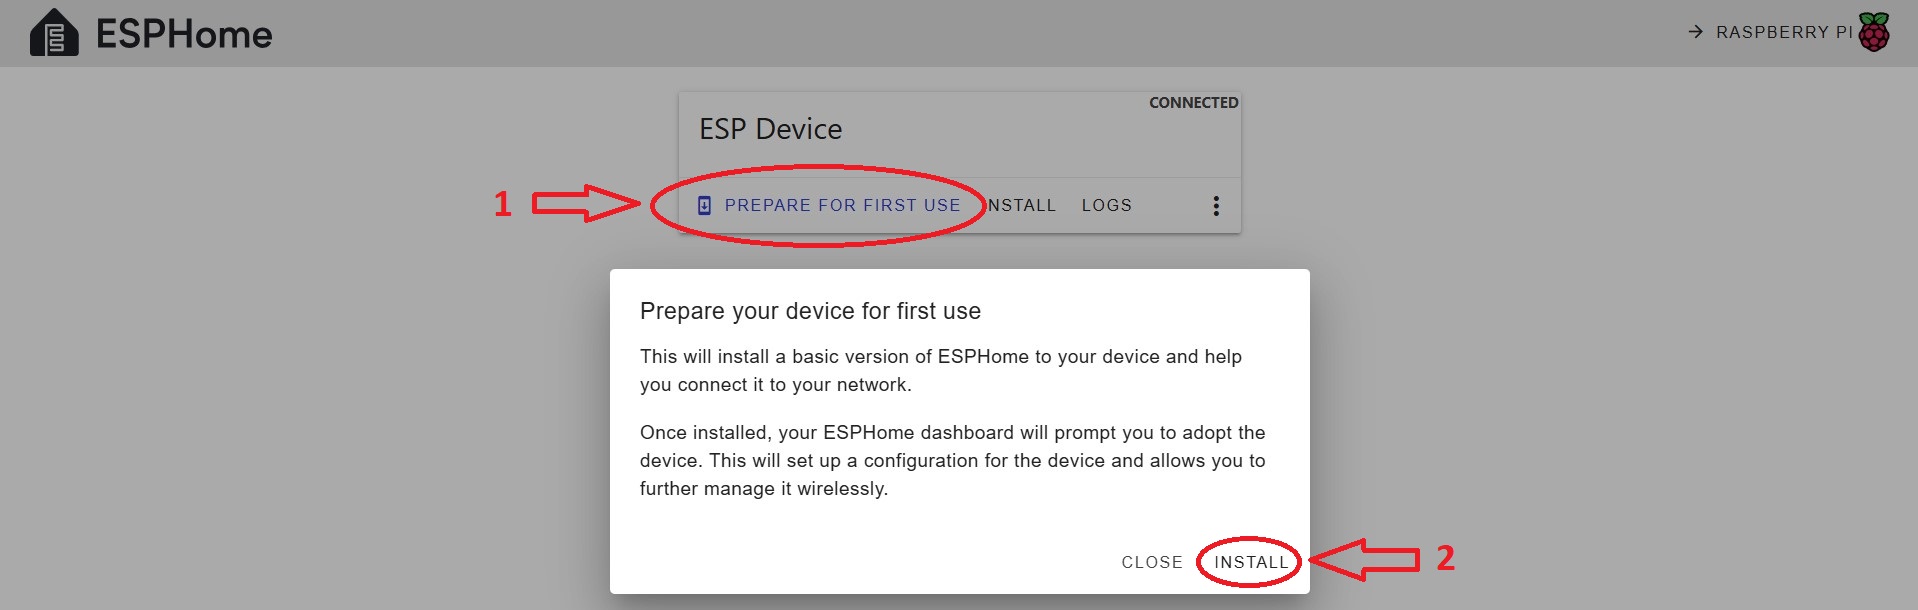 ESPHome
RASPBERRY PI
CONNECTED
ESP Device
1
PREPARE FOR FIRST USE
NSTALL
LOGS
Prepare your device for first use
This will install a basic version of ESPHome to your device and help
you connect it to your network.
Once installed, your ESPHome dashboard will prompt you to adopt the
device. This will set up a configuration for the device and allows you to
further manage it wirelessly.
CLOSE
INSTALL
2